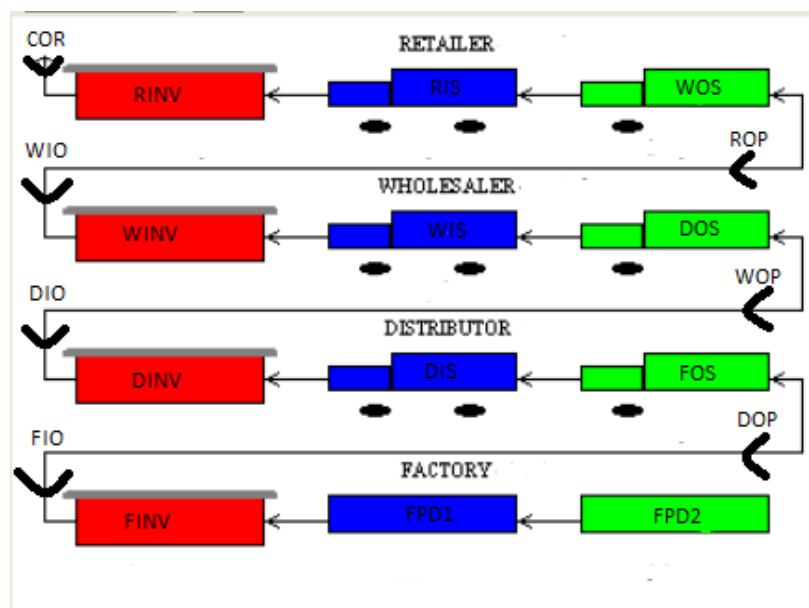 COR
RETAILER
RINV RIS WOS
WIO
ROP
WHOLESALER
WINV WIS DOS
DIO
WOP
DISTRIBUTOR
DINV DIS FOS
FIO
DOP
FACTORY
FINV FPD1 FPD2